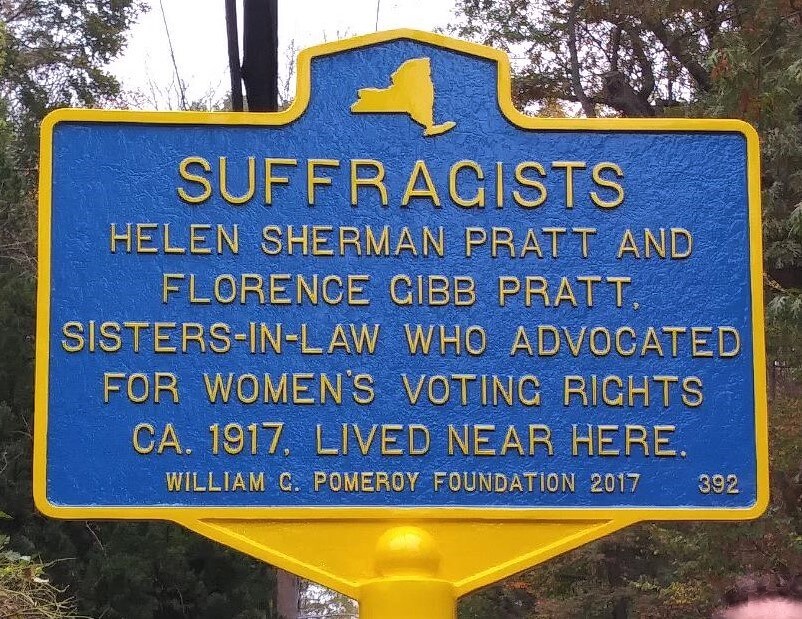 SUFFRAGISTS
HELEN SHERMAN PRATT AND
FLORENCE GIBB PRATT,
SISTERS-IN-LAW WHO ADVOCATED
FOR WOMEN'S VOTING RIGHTS
CA. 1917, LIVED NEAR HERE.
WILLIAM G. POMEROY FOUNDATION 2017 392